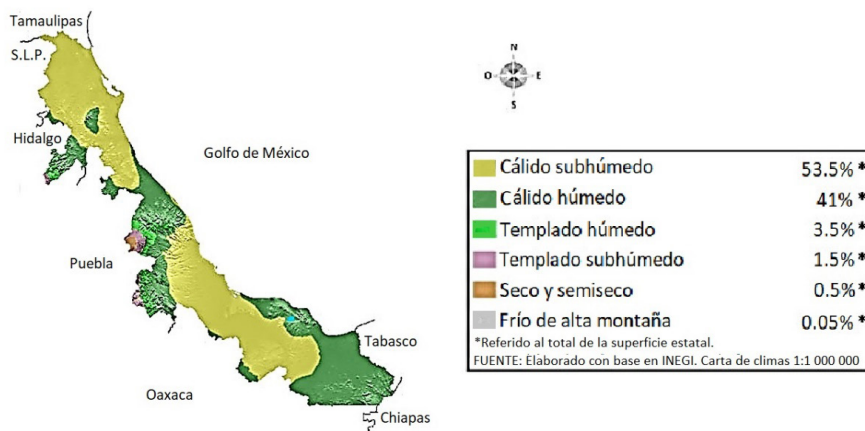 Tamaulipas
S.L.P.
Hidalgo
Golfo de México
Puebla
Tabasco
Oaxaca
Chiapas
N
O E
S
Cálido subhúmedo 53.5%*
Cálido húmedo 41%*
Templado húmedo 3.5%*
Templado subhúmedo 1.5%*
Seco y semiseco 0.5%*
Frío de alta montaña 0.05%*
*Referido al total de la superficie estatal.
FUENTE: Elaborado con base en INEGI. Carta de climas 1:1 000 000